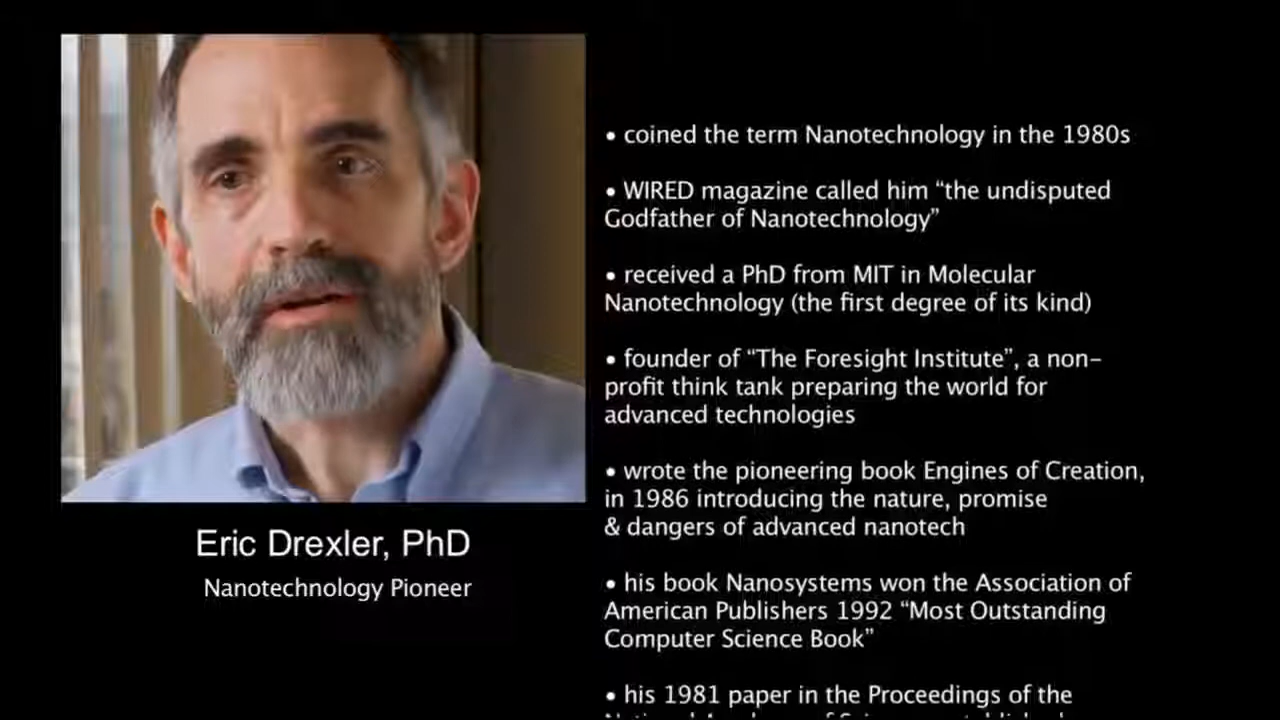 • coined the term Nanotechnology in the 1980s
• WIRED magazine called him “the undisputed
Godfather of Nanotechnology”
• received a PhD from MIT in Molecular
Nanotechnology (the first degree of its kind)
• founder of “The Foresight Institute”, a non-
profit think tank preparing the world for
advanced technologies
• wrote the pioneering book Engines of Creation,
in 1986 introducing the nature, promise
& dangers of advanced nanotech
• his book Nanosystems won the Association of
American Publishers 1992 “Most Outstanding
Computer Science Book”
• his 1981 paper in the Proceedings of the
Eric Drexler, PhD
Nanotechnology Pioneer